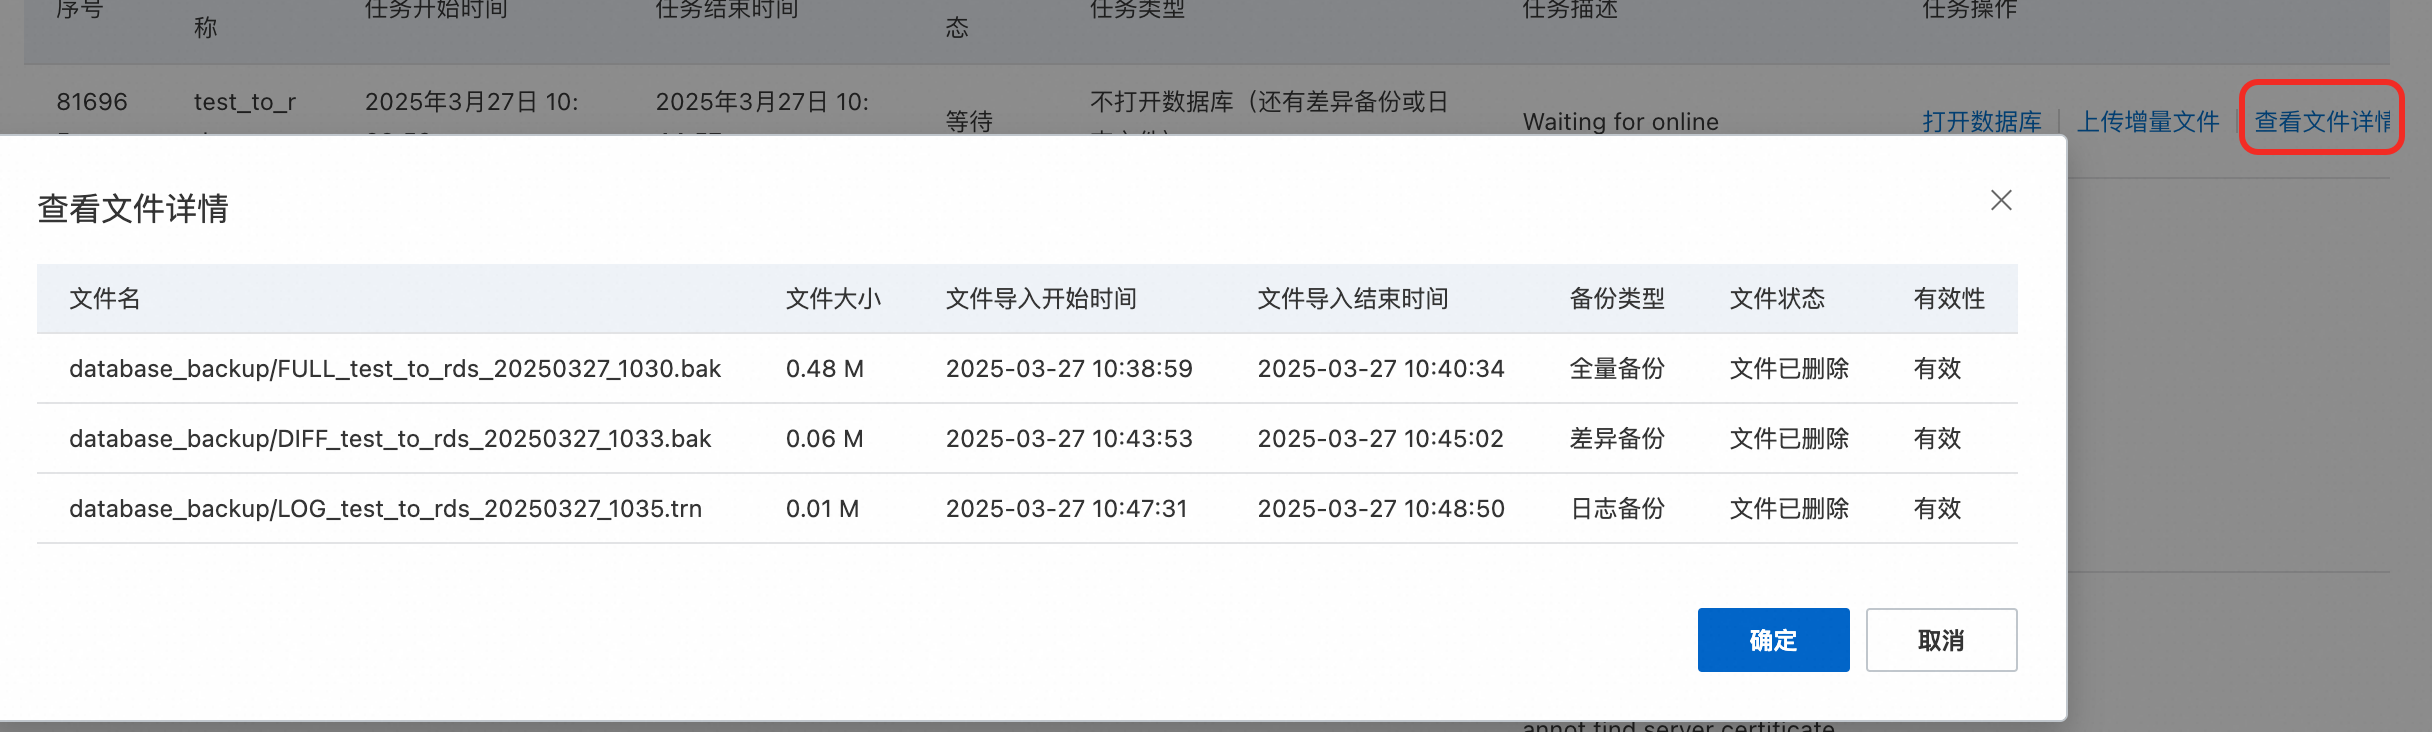 序号 任务开始时间 任务结束时间 任务类型 任务描述 任务操作
称 态
81696 test_to_r 2025年3月27日 10: 2025年3月27日 10: 等待 不打开数据库（还有差异备份或日 Waiting for online 打开数据库 上传增量文件 查看文件详情
查看文件详情
文件名 文件大小 文件导入开始时间 文件导入结束时间 备份类型 文件状态 有效性
database_backup/FULL_test_to_rds_20250327_1030.bak 0.48 M 2025-03-27 10:38:59 2025-03-27 10:40:34 全量备份 文件已删除 有效
database_backup/DIFF_test_to_rds_20250327_1033.bak 0.06 M 2025-03-27 10:43:53 2025-03-27 10:45:02 差异备份 文件已删除 有效
database_backup/LOG_test_to_rds_20250327_1035.trn 0.01 M 2025-03-27 10:47:31 2025-03-27 10:48:50 日志备份 文件已删除 有效
确定 取消
annot find server certificate